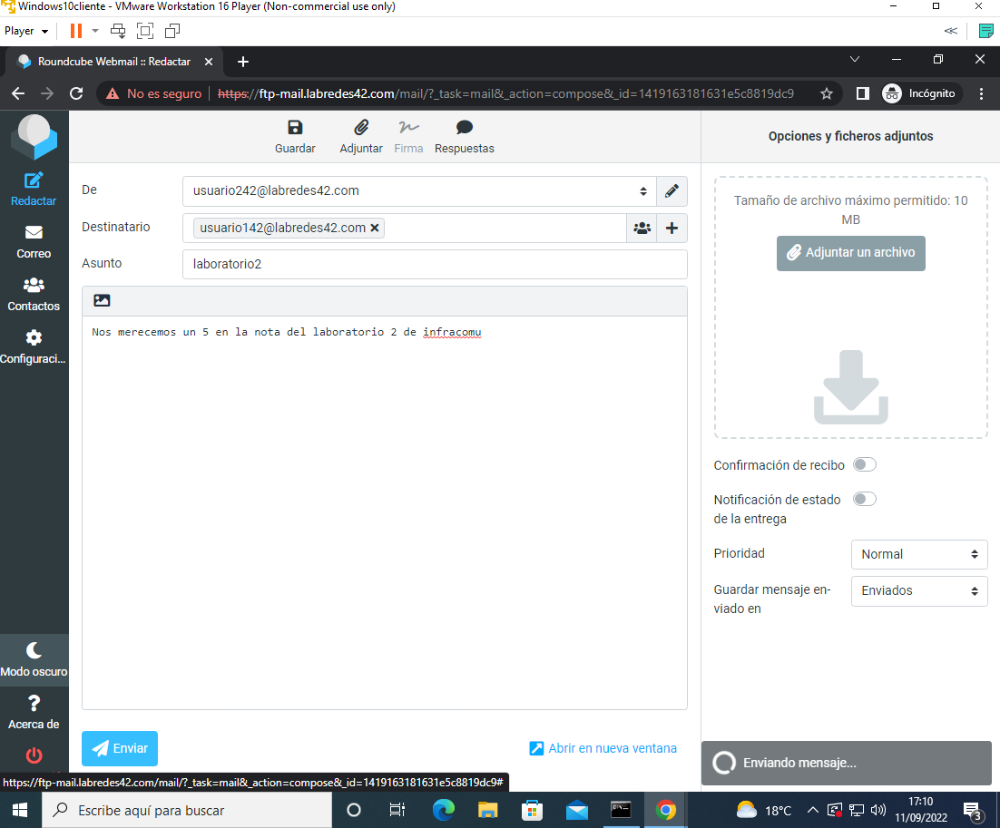 Windows10cliente - VMware Workstation 16 Player (Non-commercial use only)
Player
Roundcube Webmail :: Redactar
No es seguro https://ftp-mail.labredes42.com/mail/?_task=mail&_action=compose&_id=1419163181631e5c8819dc9 Incógnito
Guardar Adjuntar Firma Respuestas
Opciones y ficheros adjuntos
Redactar
Correo
Contactos
Configuraci...
Modo oscuro
Acerca de
De usuario242@labredes42.com
Destinatario usuario142@labredes42.com
Asunto laboratorio2
Nos merecemos un 5 en la nota del laboratorio 2 de infracomu
Enviar
Abrir en nueva ventana
Tamaño de archivo máximo permitido: 10
MB
Adjuntar un archivo
Confirmación de recibo
Notificación de estado
de la entrega
Prioridad Normal
Guardar mensaje en-
viado en
Enviados
Enviando mensaje...
https://ftp-mail.labredes42.com/mail/?_task=mail&_action=compose&_id=1419163181631e5c8819dc9#
Escribe aquí para buscar
18°C
17:10
11/09/2022
3